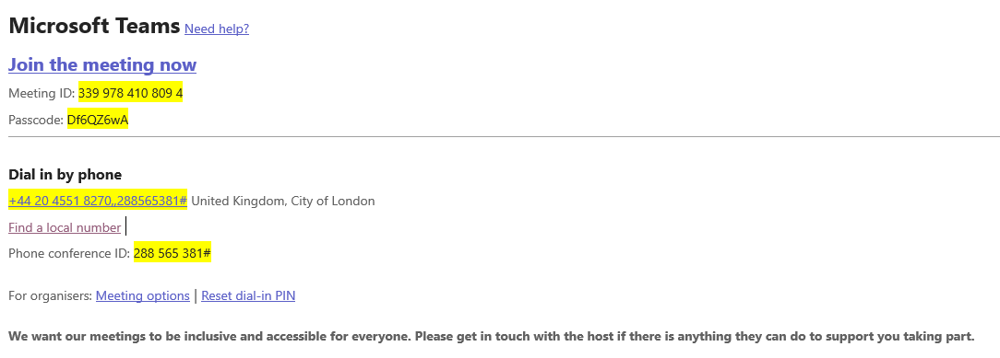 Microsoft Teams Need help?
Join the meeting now
Meeting ID: 339 978 410 809 4
Passcode: Df6QZ6wA
Dial in by phone
+44 20 4551 8270,,288565381# United Kingdom, City of London
Find a local number
Phone conference ID: 288 565 381#
For organisers: Meeting options | Reset dial-in PIN
We want our meetings to be inclusive and accessible for everyone. Please get in touch with the host if there is anything they can do to support you taking part.